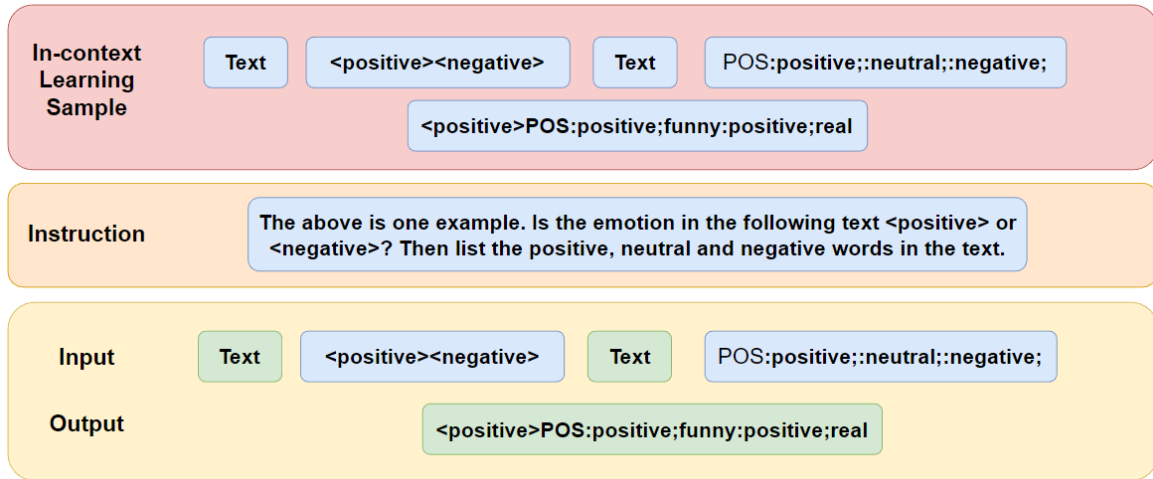 In-context
Learning
Sample
Text
<positive><negative>
Text
POS:positive;:neutral;:negative;
<positive>POS:positive;funny:positive;real
Instruction
The above is one example. Is the emotion in the following text <positive> or
<negative>? Then list the positive, neutral and negative words in the text.
Input
Text
<positive><negative>
Text
POS:positive;:neutral;:negative;
Output
<positive>POS:positive;funny:positive;real